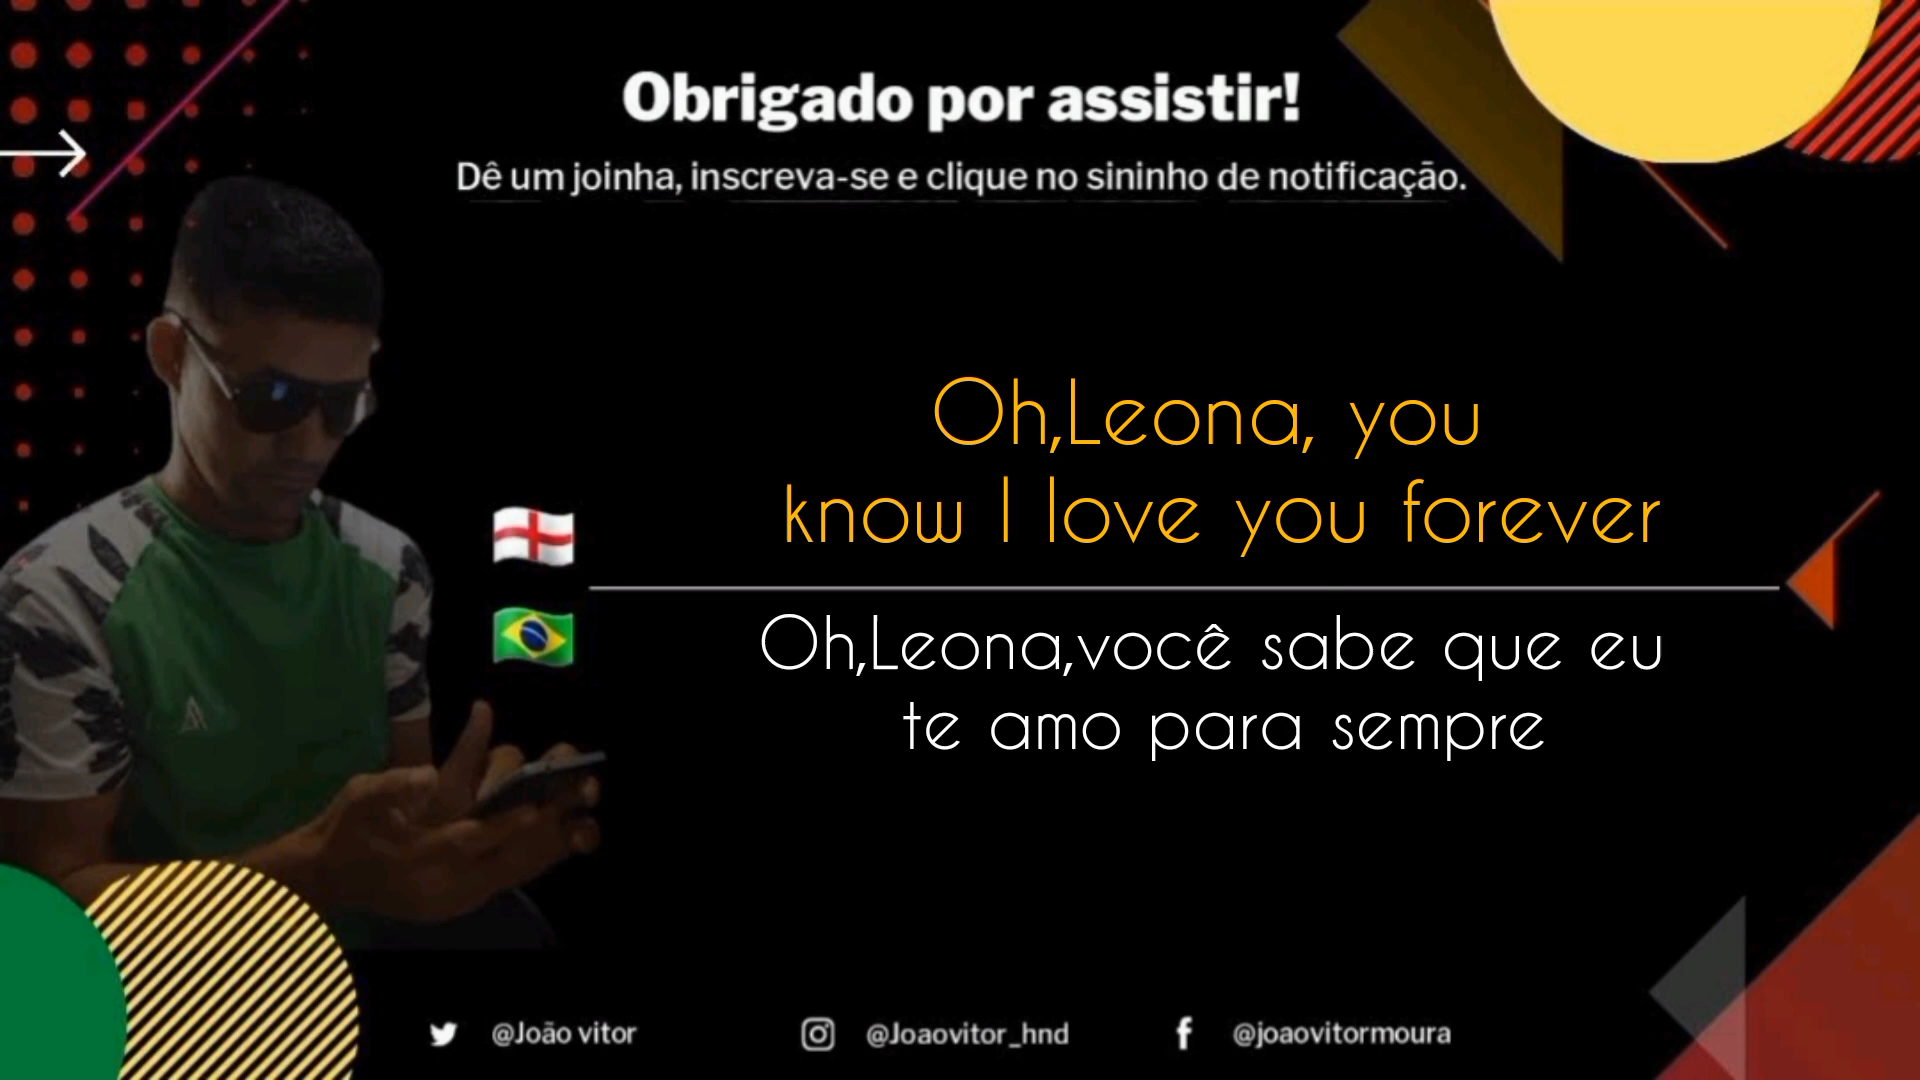 Obrigado por assistir!
Dê um joinha, inscreva-se e clique no sininho de notificação.
Oh,Leona, you
know I love you forever
Oh,Leona,você sabe que eu
te amo para sempre
@João vitor
@Joaovitor_hnd
@joaovitormoura